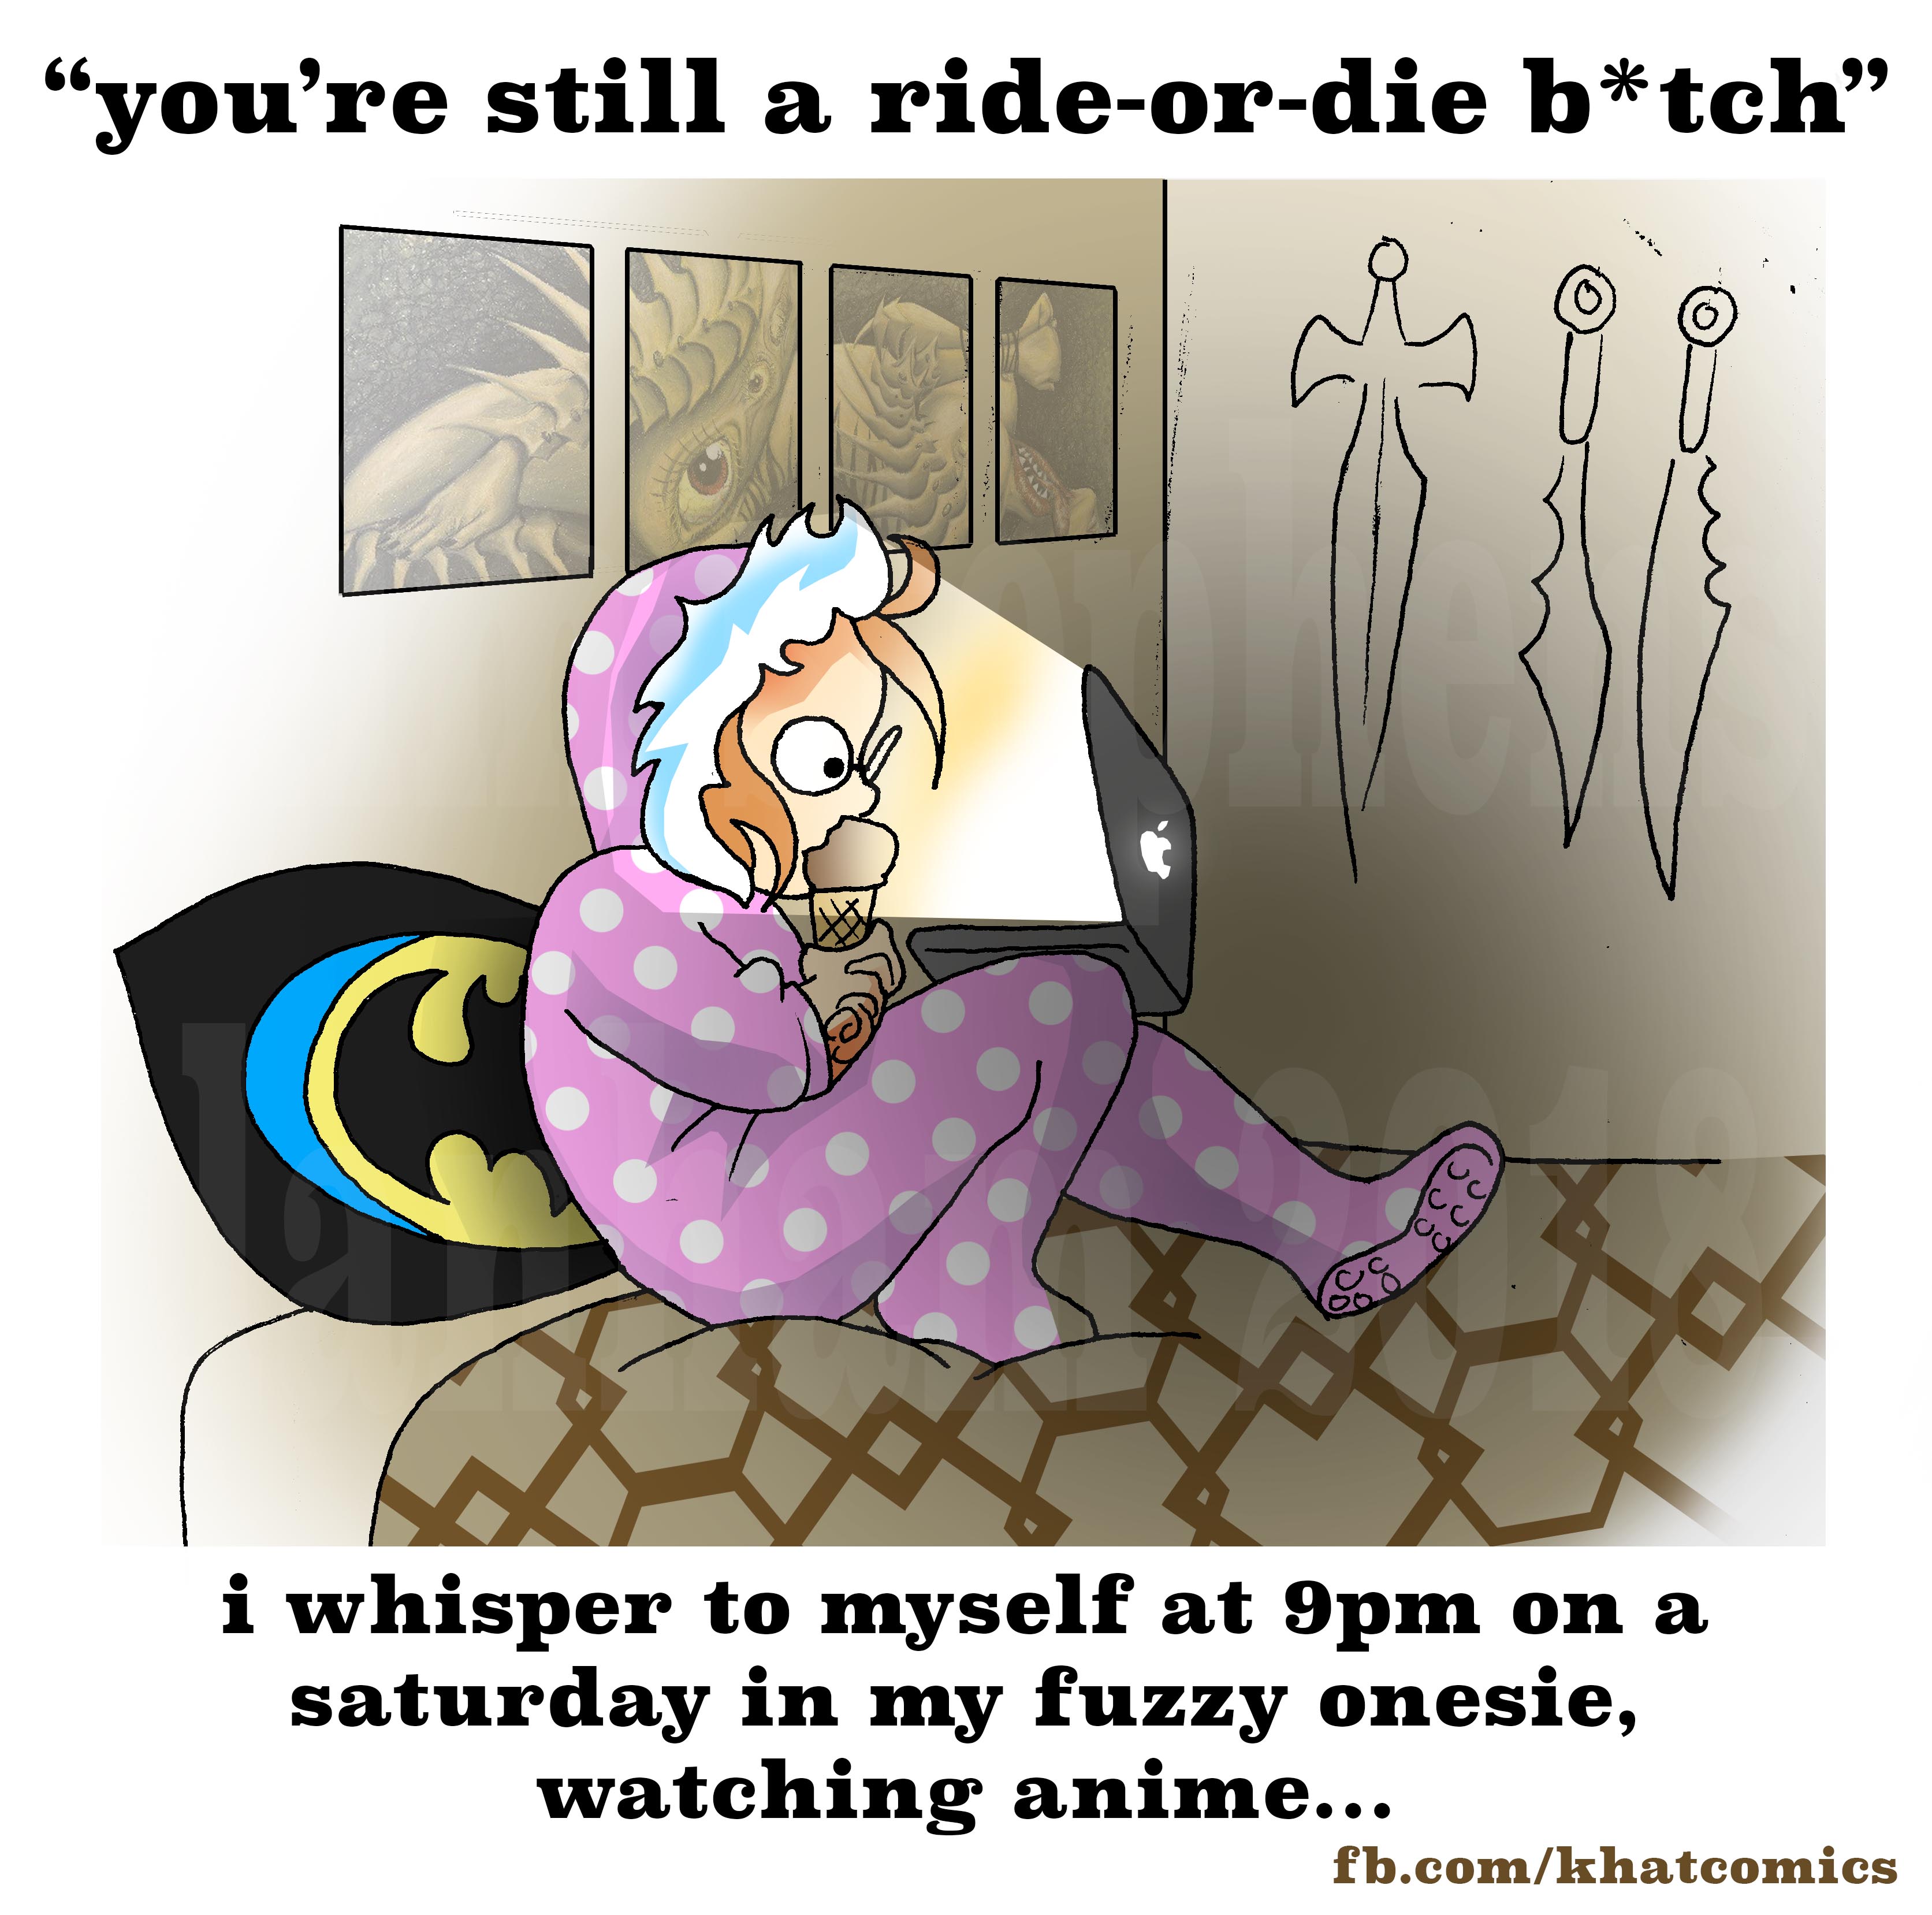 “you’re still a ride-or-die b*tch”
i whisper to myself at 9pm on a
saturday in my fuzzy onesie,
watching anime...
fb.com/khatcomics